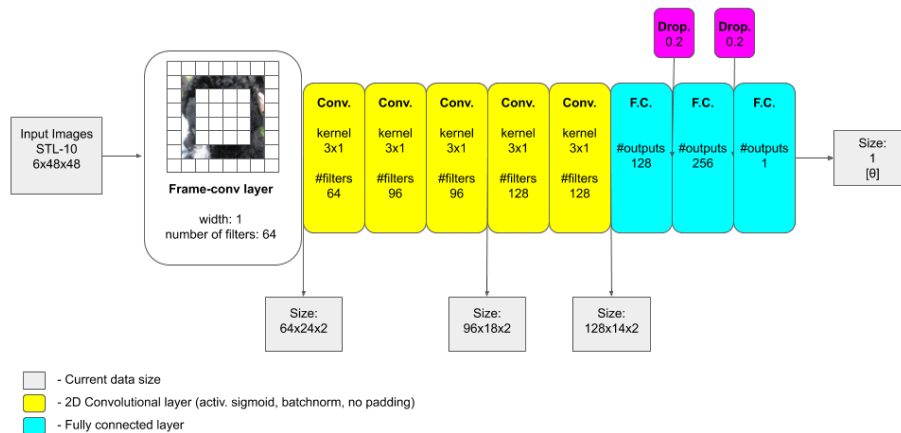 Drop.
0.2
Drop.
0.2
Input Images
STL-10
6x48x48
Frame-conv layer
width: 1
number of filters: 64
Conv.
kernel
3x1
#filters
64
Conv.
kernel
3x1
#filters
96
Conv.
kernel
3x1
#filters
96
Conv.
kernel
3x1
#filters
128
Conv.
kernel
3x1
#filters
128
F.C.
#outputs
128
F.C.
#outputs
256
F.C.
#outputs
1
Size:
1
[θ]
Size:
64x24x2
Size:
96x18x2
Size:
128x14x2
- Current data size
- 2D Convolutional layer (activ. sigmoid, batchnorm, no padding)
- Fully connected layer